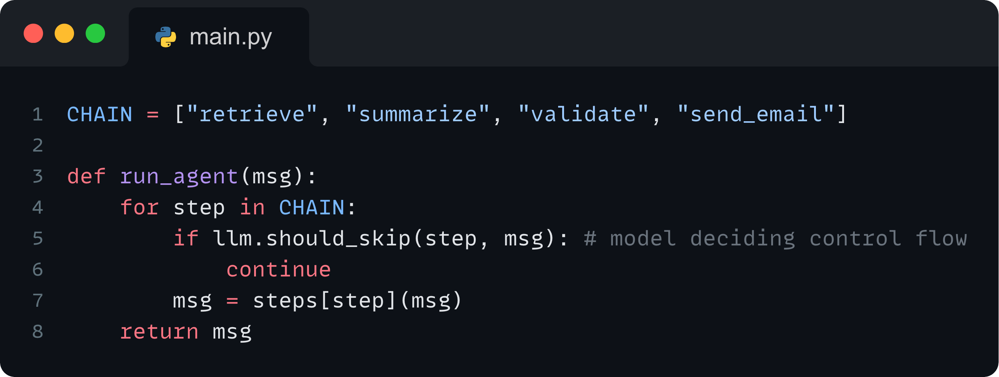 main.py
1 CHAIN = ["retrieve", "summarize", "validate", "send_email"]
2
3 def run_agent(msg):
4     for step in CHAIN:
5         if llm.should_skip(step, msg): # model deciding control flow
6             continue
7         msg = steps[step](msg)
8     return msg